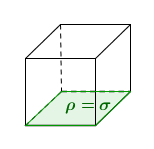 ρ = σ